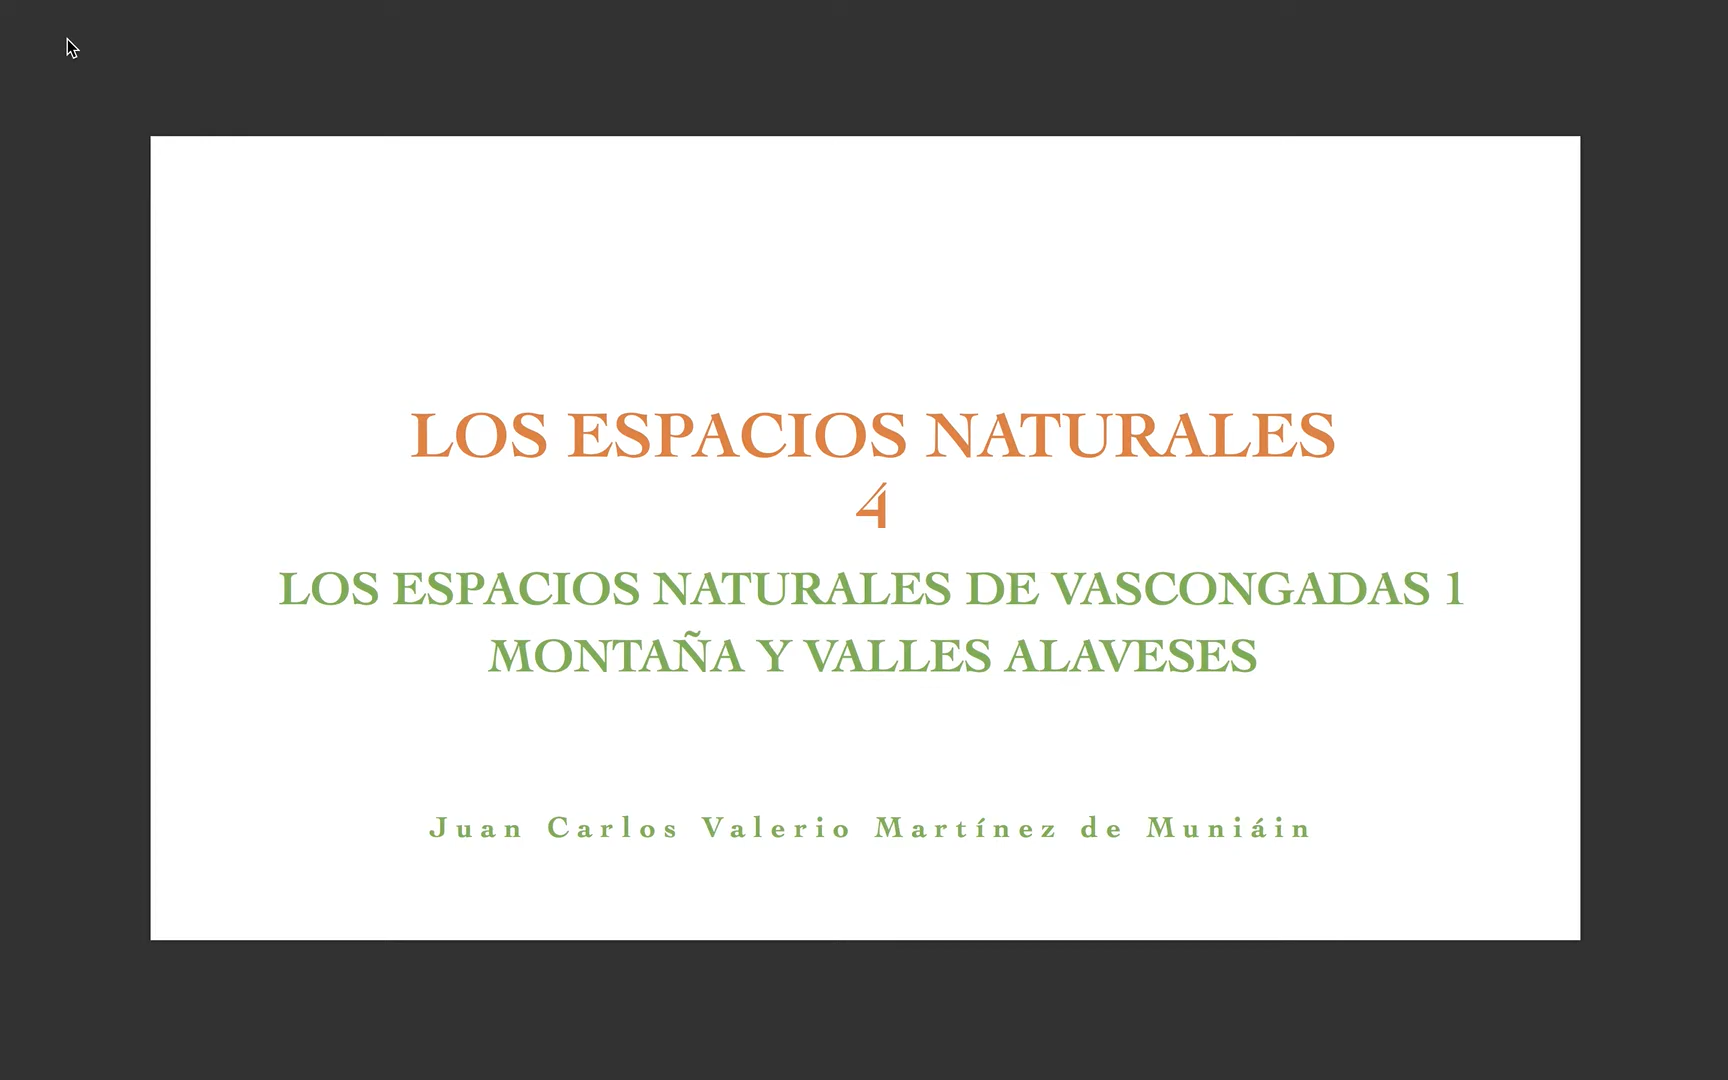 LOS ESPACIOS NATURALES
4
LOS ESPACIOS NATURALES DE VASCONGADAS 1
MONTAÑA Y VALLES ALAVESES
Juan Carlos Valerio Martínez de Muniáin